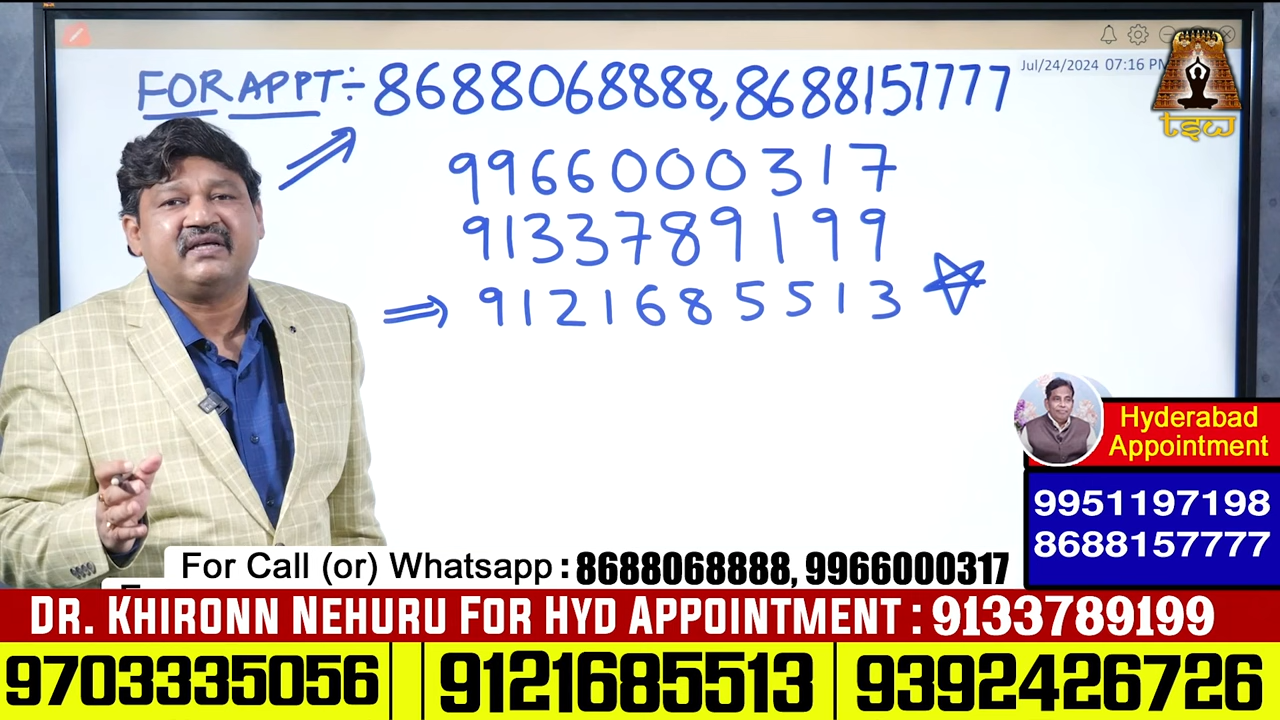 FOR APPT:- 8688068888, 8688157777
Jul/24/2024 07:16 PM
tsw
9966000317
9133789199
⇒ 9121685513
Hyderabad
Appointment
9951197198
8688157777
For Call (or) Whatsapp : 8688068888, 9966000317
DR. KHIRONN NEHURU FOR HYD APPOINTMENT : 9133789199
9703335056 9121685513 9392426726